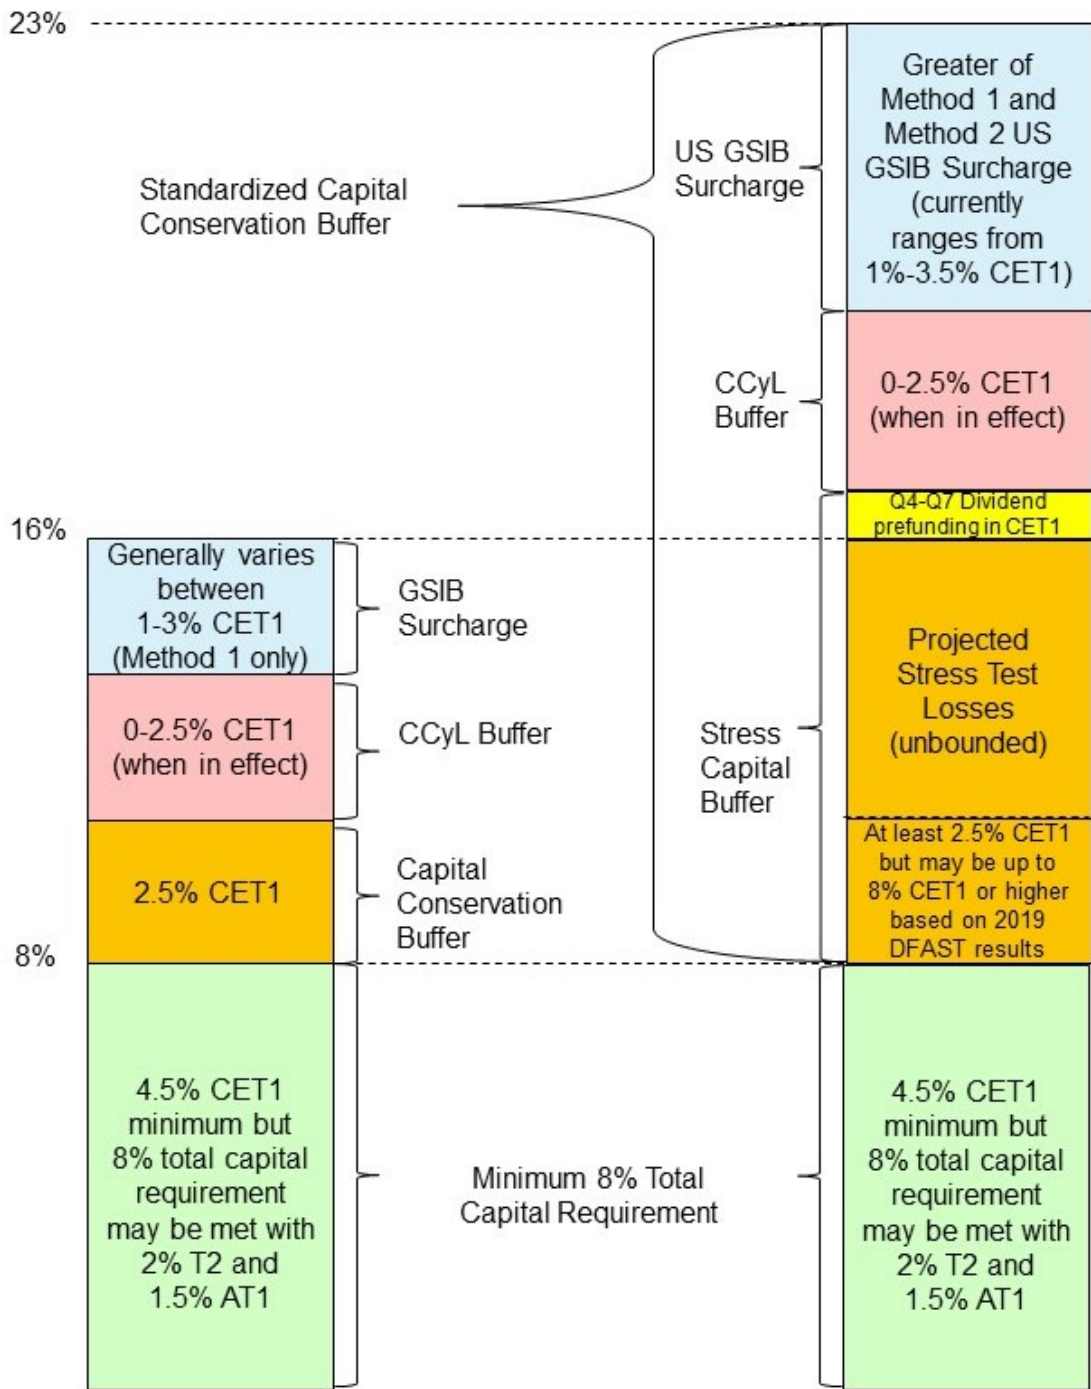 23%
Standardized Capital
Conservation Buffer
US GSIB
Surcharge
Greater of
Method 1 and
Method 2 US
GSIB Surcharge
(currently
ranges from
1%-3.5% CET1)
CCyL
Buffer
0-2.5% CET1
(when in effect)
Q4-Q7 Dividend
prefunding in CET1
16%
Generally varies
between
1-3% CET1
(Method 1 only)
GSIB
Surcharge
0-2.5% CET1
(when in effect)
CCyL Buffer
Stress
Capital
Buffer
Projected
Stress Test
Losses
(unbounded)
2.5% CET1
Capital
Conservation
Buffer
At least 2.5% CET1
but may be up to
8% CET1 or higher
based on 2019
DFAST results
8%
4.5% CET1
minimum but
8% total capital
requirement
may be met with
2% T2 and
1.5% AT1
Minimum 8% Total
Capital Requirement
4.5% CET1
minimum but
8% total capital
requirement
may be met with
2% T2 and
1.5% AT1